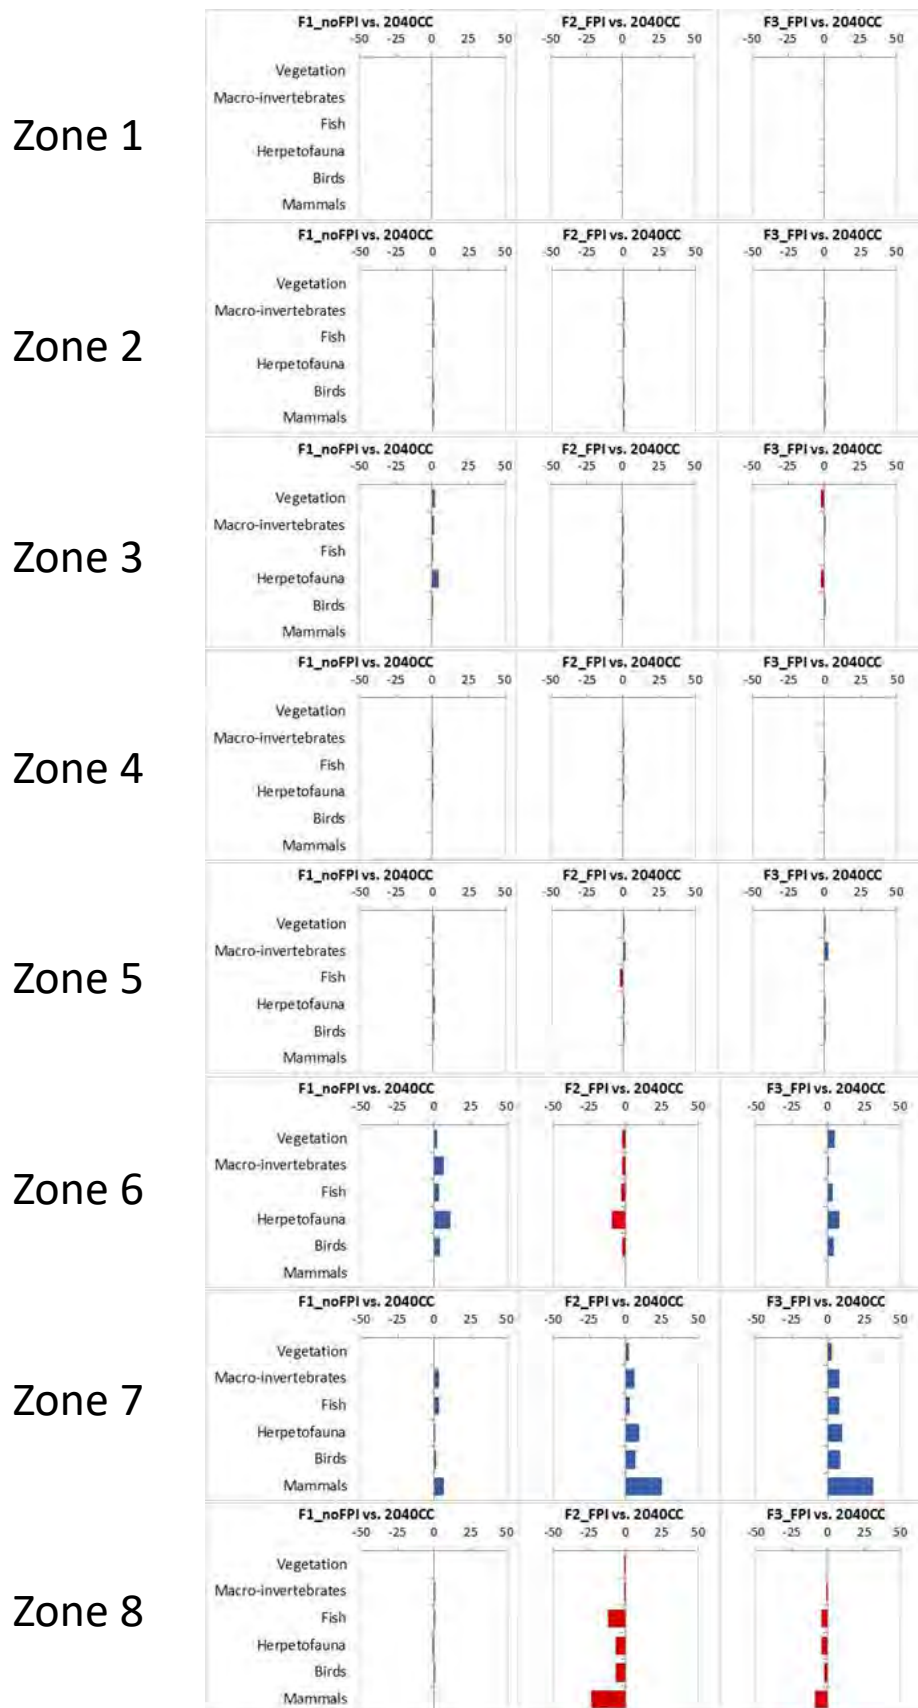 F1_noFPI vs. 2040CC F2_FPI vs. 2040CC F3_FPI vs. 2040CC
-50 -25 0 25 50 -50 -25 0 25 50 -50 -25 0 25 50
Vegetation
Macro-invertebrates
Zone 1
Fish
Herpetofauna
Birds
Mammals
F1_noFPI vs. 2040CC F2_FPI vs. 2040CC F3_FPI vs. 2040CC
-50 -25 0 25 50 -50 -25 0 25 50 -50 -25 0 25 50
Vegetation
Macro-invertebrates
Zone 2
Fish
Herpetofauna
Birds
Mammals
F1_noFPI vs. 2040CC F2_FPI vs. 2040CC F3_FPI vs. 2040CC
-50 -25 0 25 50 -50 -25 0 25 50 -50 -25 0 25 50
Vegetation
Macro-invertebrates
Zone 3
Fish
Herpetofauna
Birds
Mammals
F1_noFPI vs. 2040CC F2_FPI vs. 2040CC F3_FPI vs. 2040CC
-50 -25 0 25 50 -50 -25 0 25 50 -50 -25 0 25 50
Vegetation
Macro-invertebrates
Zone 4
Fish
Herpetofauna
Birds
Mammals
F1_noFPI vs. 2040CC F2_FPI vs. 2040CC F3_FPI vs. 2040CC
-50 -25 0 25 50 -50 -25 0 25 50 -50 -25 0 25 50
Vegetation
Macro-invertebrates
Zone 5
Fish
Herpetofauna
Birds
Mammals
F1_noFPI vs. 2040CC F2_FPI vs. 2040CC F3_FPI vs. 2040CC
-50 -25 0 25 50 -50 -25 0 25 50 -50 -25 0 25 50
Vegetation
Macro-invertebrates
Zone 6
Fish
Herpetofauna
Birds
Mammals
F1_noFPI vs. 2040CC F2_FPI vs. 2040CC F3_FPI vs. 2040CC
-50 -25 0 25 50 -50 -25 0 25 50 -50 -25 0 25 50
Vegetation
Macro-invertebrates
Zone 7
Fish
Herpetofauna
Birds
Mammals
F1_noFPI vs. 2040CC F2_FPI vs. 2040CC F3_FPI vs. 2040CC
-50 -25 0 25 50 -50 -25 0 25 50 -50 -25 0 25 50
Vegetation
Macro-invertebrates
Zone 8
Fish
Herpetofauna
Birds
Mammals